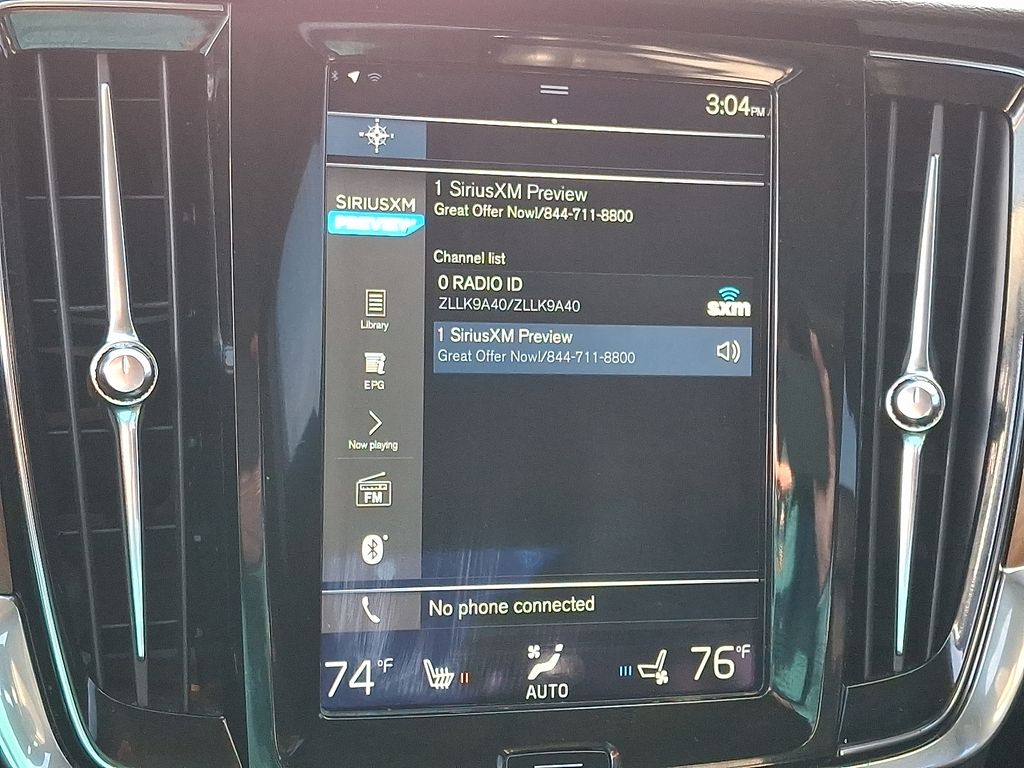 3:04PM
SIRIUSXM
PREVIEW
1 SiriusXM Preview
Great Offer Now!/844-711-8800
Channel list
0 RADIO ID
ZLLK9A40/ZLLK9A40
sxm
1 SiriusXM Preview
Great Offer Now!/844-711-8800
Library
EPG
Now playing
FM
No phone connected
74°F
AUTO
76°F